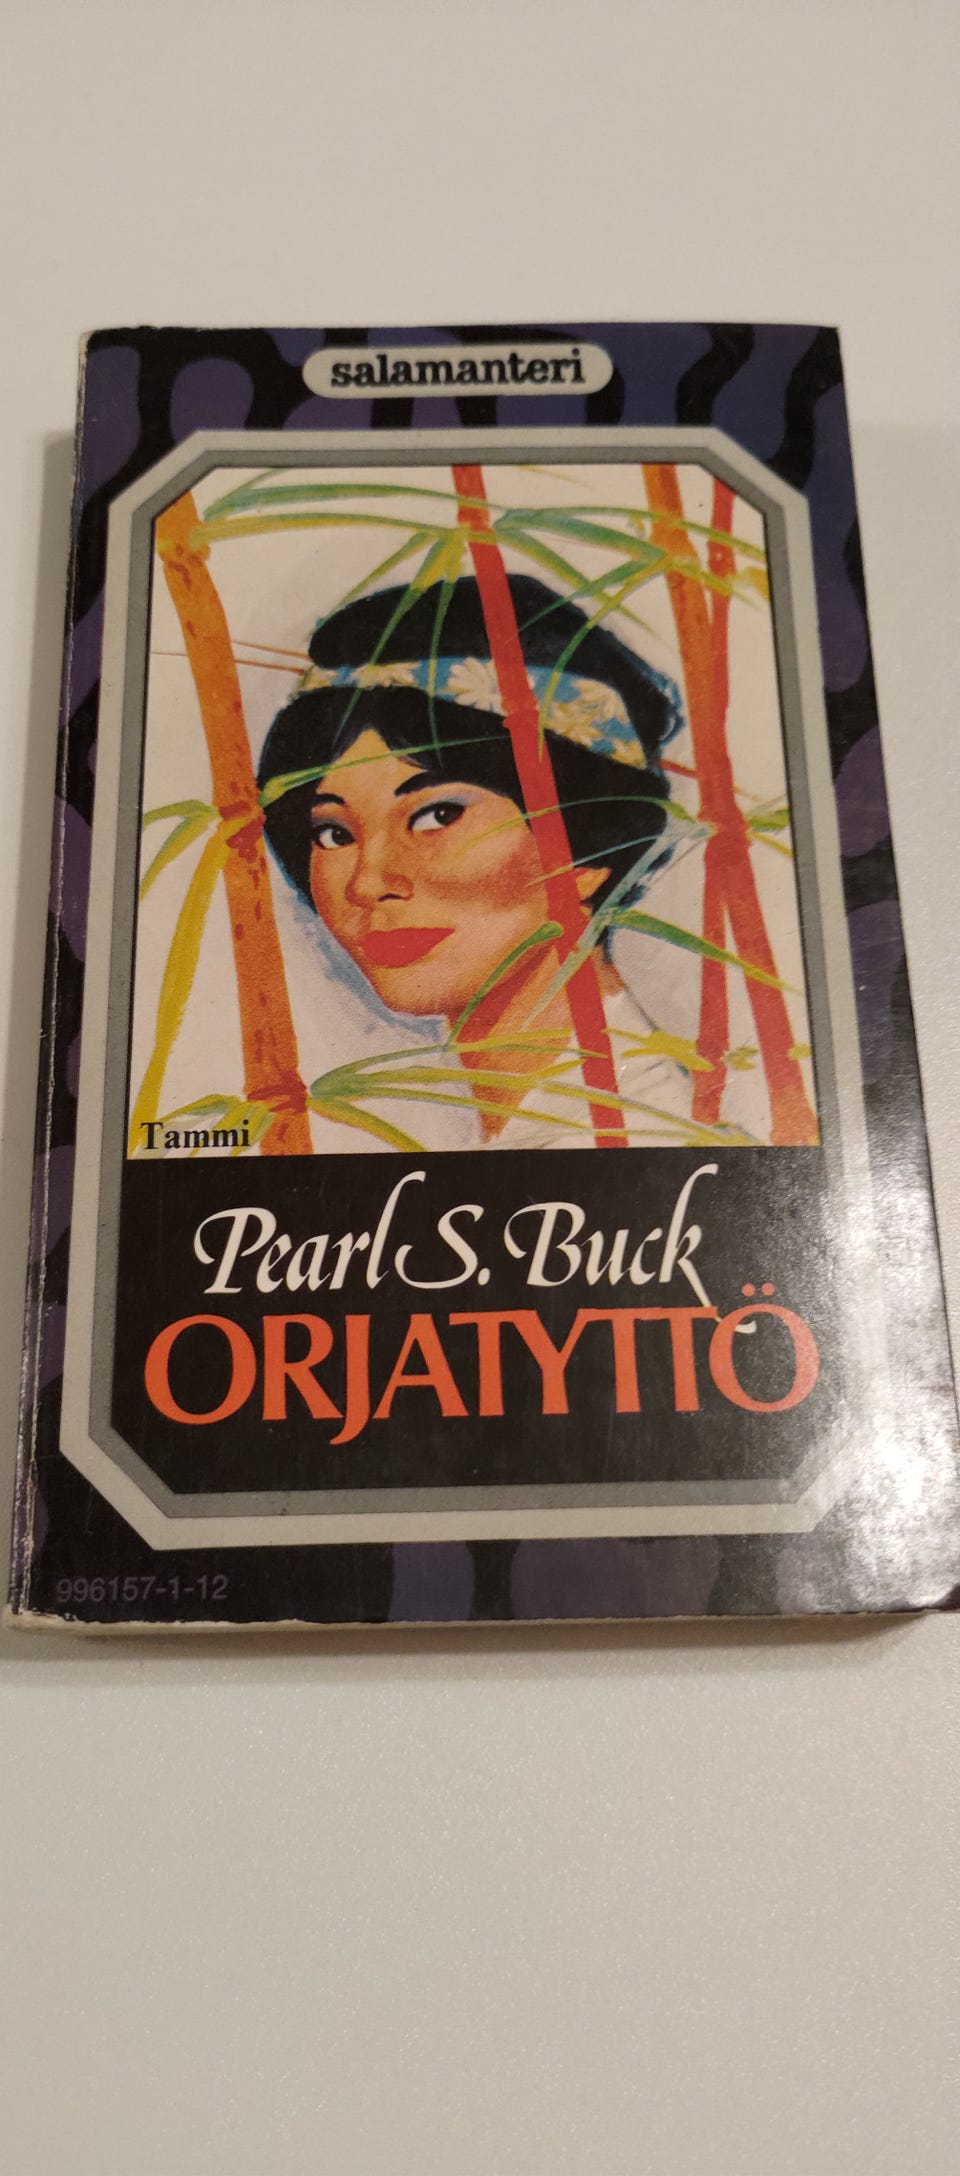 salamanteri
Tammi
Pearl S. Buck
ORJATYTTÖ
996157-1-12